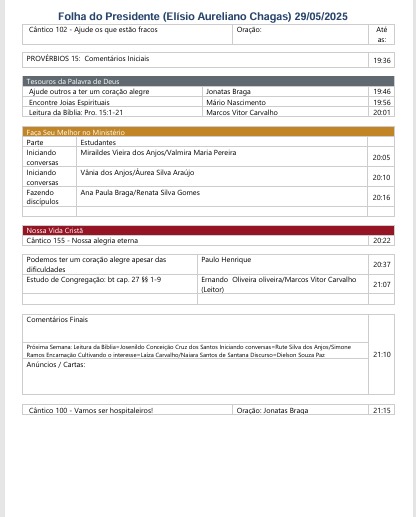 Folha do Presidente (Elísio Aureliano Chagas) 29/05/2025
Cântico 102 - Ajude os que estão fracos Oração: Até as:
PROVÉRBIOS 15: Comentários Iniciais 19:36
Tesouros da Palavra de Deus
Ajude outros a ter um coração alegre Jonatas Braga 19:46
Encontre Joias Espirituais Mário Nascimento 19:56
Leitura da Bíblia: Pro. 15:1-21 Marcos Vitor Carvalho 20:01
Faça Seu Melhor no Ministério
Parte Estudantes
Iniciando conversas Miraildes Vieira dos Anjos/Valmira Maria Pereira 20:05
Iniciando conversas Vânia dos Anjos/Áurea Silva Araújo 20:10
Fazendo discípulos Ana Paula Braga/Renata Silva Gomes 20:16
Nossa Vida Cristã
Cântico 155 - Nossa alegria eterna 20:22
Podemos ter um coração alegre apesar das dificuldades Paulo Henrique 20:37
Estudo de Congregação: bt cap. 27 §§ 1-9 Ernando Oliveira oliveira/Marcos Vitor Carvalho (Leitor) 21:07
Comentários Finais
Próxima Semana: Leitura da Bíblia=Josenildo Conceição Cruz dos Santos Iniciando conversas=Rute Silva dos Anjos/Simone
Ramos Encarnação Cultivando o interesse=Laiza Carvalho/Naiara Santos de Santana Discurso=Dielson Souza Paz
21:10
Anúncios / Cartas:
Cântico 100 - Vamos ser hospitaleiros! Oração: Jonatas Braga 21:15